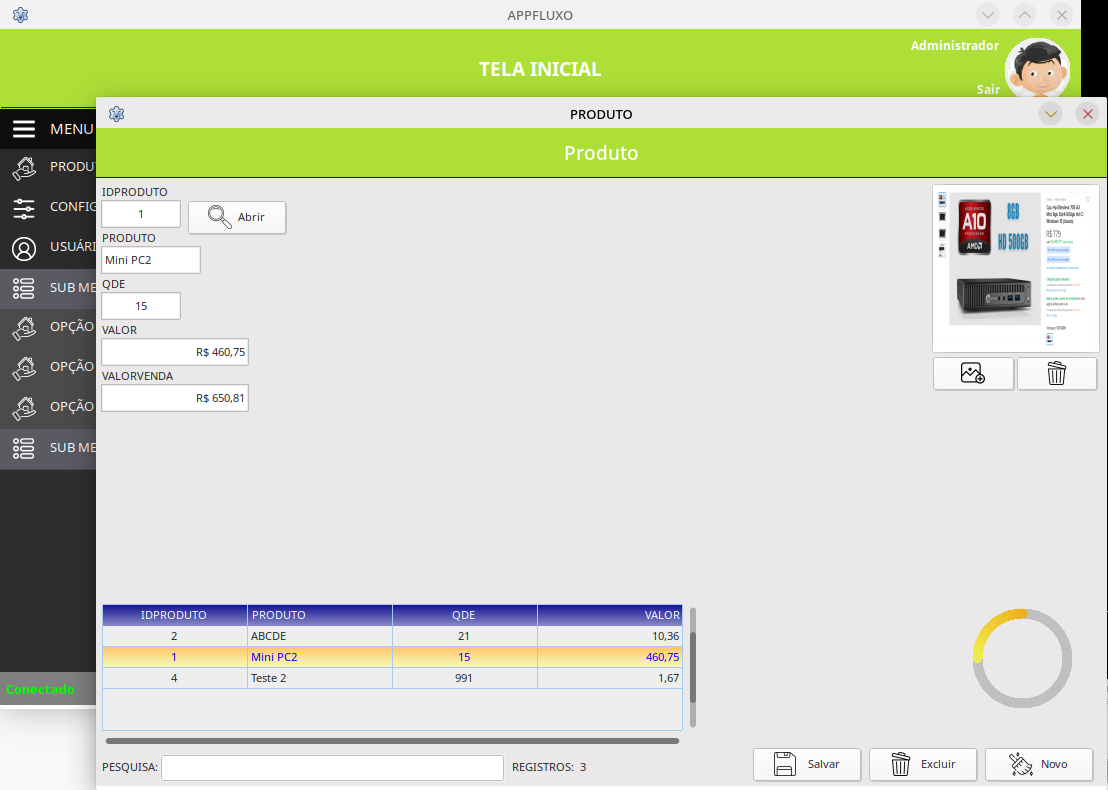 APPFLUXO
Administrador
TELA INICIAL
Sair
PRODUTO
MENU
Produto
PRODU
CONFIG
USUÁRI
SUB ME
OPÇÃO
OPÇÃO
OPÇÃO
SUB ME
Conectado
IDPRODUTO
1
Abrir
PRODUTO
Mini PC2
QDE
15
VALOR
R$ 460,75
VALORVENDA
R$ 650,81
A10
AMD
8GB
HD 500GB
R$ 779
IDPRODUTO PRODUTO QDE VALOR
2 ABCDE 21 10,36
1 Mini PC2 15 460,75
4 Teste 2 991 1,67
PESQUISA:
REGISTROS: 3
Salvar
Excluir
Novo